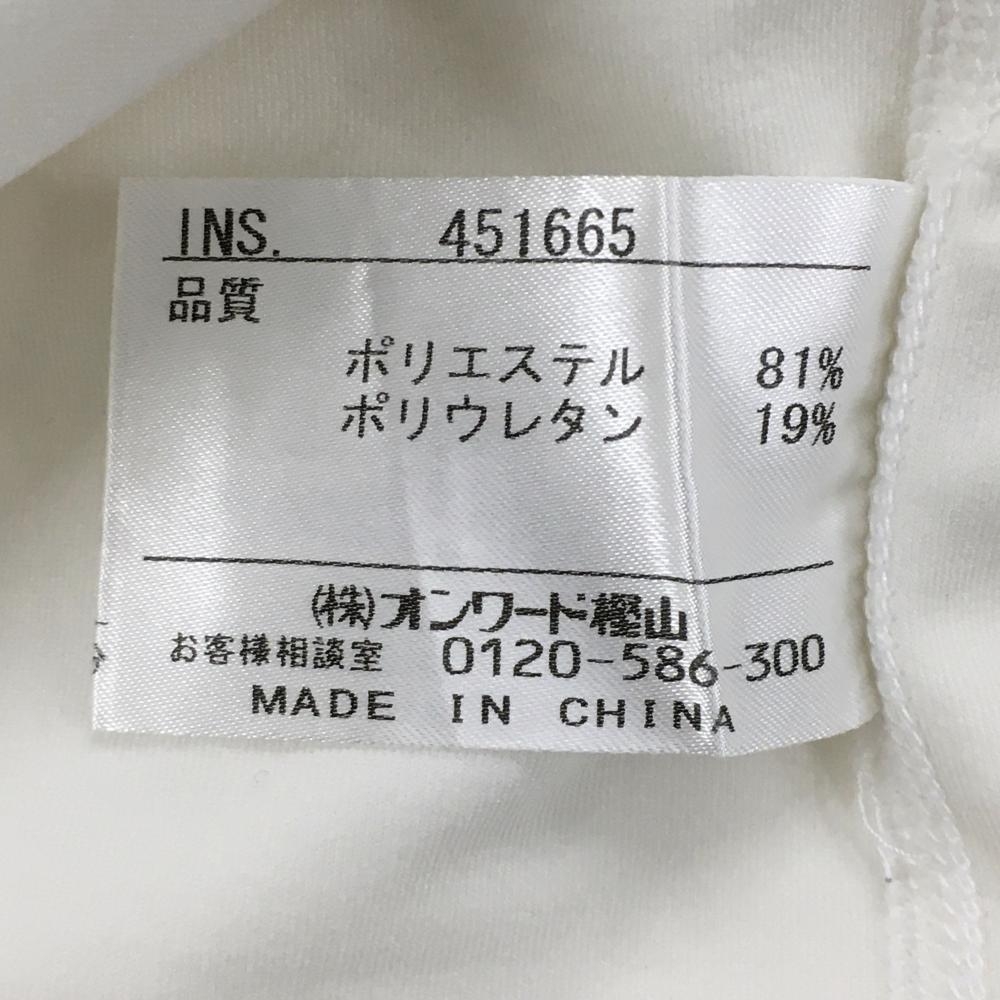 INS. 451665
品質
ポリエステル 81%
ポリウレタン 19%
(株)オンワード樫山
お客様相談室 0120-586-300
MADE IN CHINA